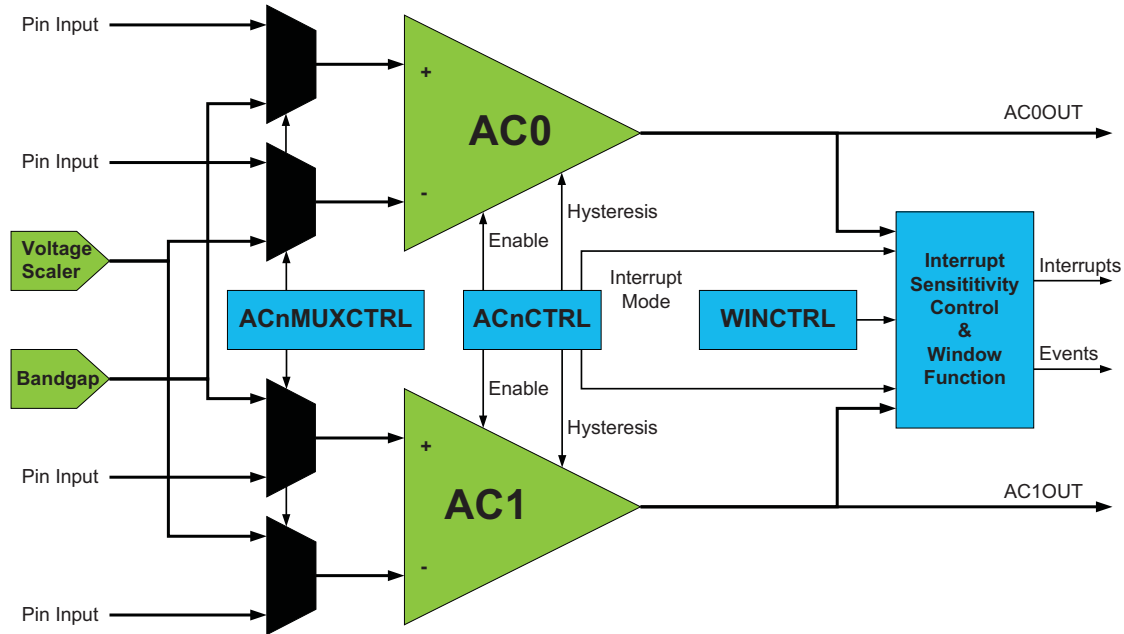 Pin Input
+
AC0
AC0OUT
Pin Input
-
Hysteresis
Enable
Voltage
Scaler
Interrupt
Mode
Interrupt
Sensititivity
Control
&
Window
Function
Interrupts
ACnMUXCTRL
ACnCTRL
WINCTRL
Events
Bandgap
Enable
Hysteresis
+
Pin Input
AC1
AC1OUT
-
Pin Input